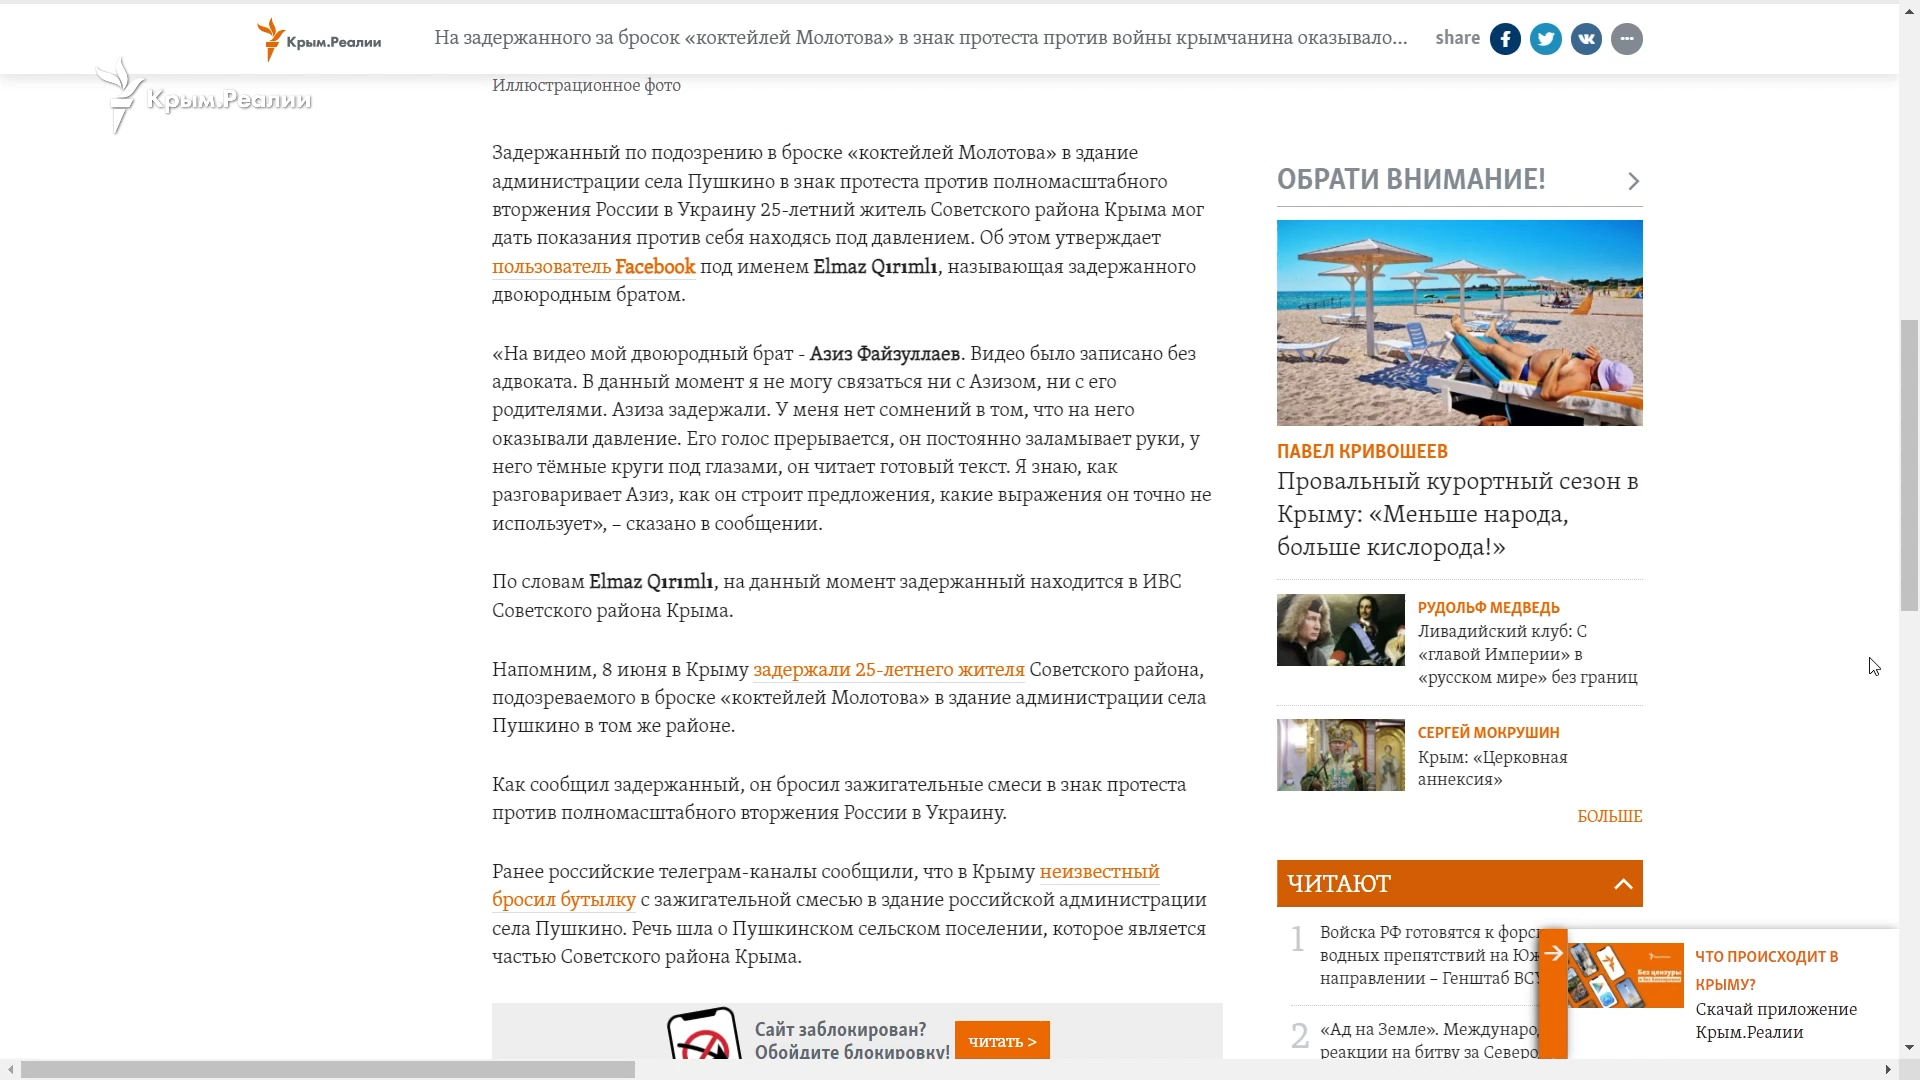 Крым.Реалии
На задержанного за бросок «коктейлей Молотова» в знак протеста против войны крымчанина оказывало...
share
Крым.Реалии
Иллюстрационное фото
Задержанный по подозрению в броске «коктейлей Молотова» в здание
администрации села Пушкино в знак протеста против полномасштабного
вторжения России в Украину 25-летний житель Советского района Крыма мог
дать показания против себя находясь под давлением. Об этом утверждает
пользователь Facebook под именем Elmaz Qırımlı, называющая задержанного
двоюродным братом.
«На видео мой двоюродный брат - Азиз Файзуллаев. Видео было записано без
адвоката. В данный момент я не могу связаться ни с Азизом, ни с его
родителями. Азиза задержали. У меня нет сомнений в том, что на него
оказывали давление. Его голос прерывается, он постоянно заламывает руки, у
него тёмные круги под глазами, он читает готовый текст. Я знаю, как
разговаривает Азиз, как он строит предложения, какие выражения он точно не
использует», – сказано в сообщении.
По словам Elmaz Qırımlı, на данный момент задержанный находится в ИВС
Советского района Крыма.
Напомним, 8 июня в Крыму задержали 25-летнего жителя Советского района,
подозреваемого в броске «коктейлей Молотова» в здание администрации села
Пушкино в том же районе.
Как сообщил задержанный, он бросил зажигательные смеси в знак протеста
против полномасштабного вторжения России в Украину.
Ранее российские телеграм-каналы сообщили, что в Крыму неизвестный
бросил бутылку с зажигательной смесью в здание российской администрации
села Пушкино. Речь шла о Пушкинском сельском поселении, которое является
частью Советского района Крыма.
Сайт заблокирован?
Обойдите блокировку!
читать >
ОБРАТИ ВНИМАНИЕ!
ПАВЕЛ КРИВОШЕЕВ
Провальный курортный сезон в
Крыму: «Меньше народа,
больше кислорода!»
РУДОЛЬФ МЕДВЕДЬ
Ливадийский клуб: С
«главой Империи» в
«русском мире» без границ
СЕРГЕЙ МОКРУШИН
Крым: «Церковная
аннексия»
БОЛЬШЕ
ЧИТАЮТ
1 Войска РФ готовятся к форс
водных препятствий на Юж
направлении – Генштаб ВС
2 «Ад на Земле». Междунаро
реакции на битву за Северо
Без цензуры
ЧТО ПРОИСХОДИТ В
КРЫМУ?
Скачай приложение
Крым.Реалии